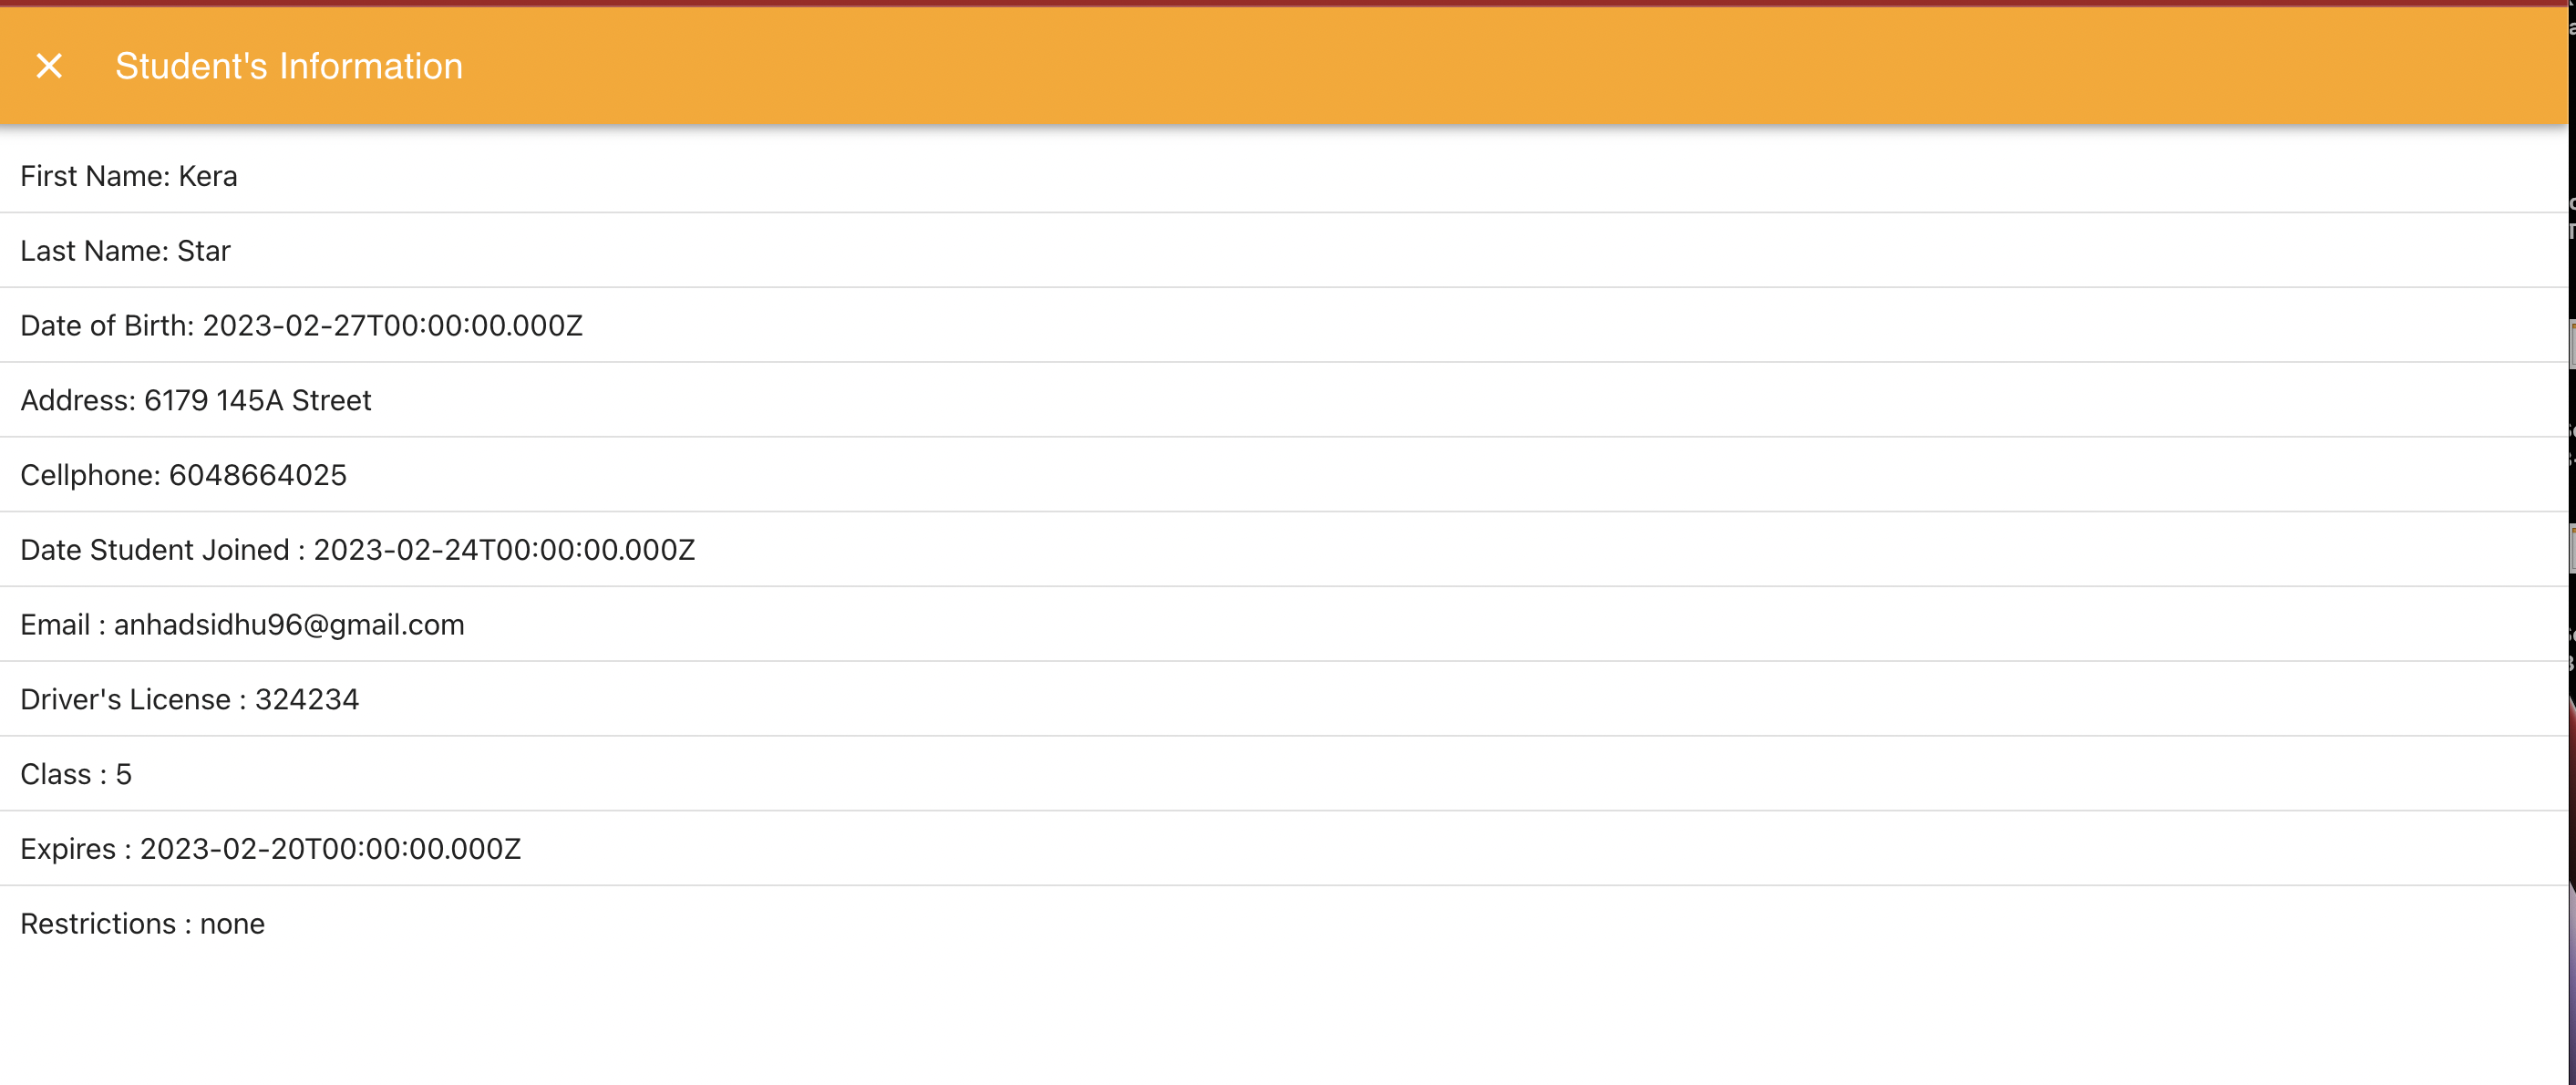 Student's Information
First Name: Kera
Last Name: Star
Date of Birth: 2023-02-27T00:00:00.000Z
Address: 6179 145A Street
Cellphone: 6048664025
Date Student Joined : 2023-02-24T00:00:00.000Z
Email : anhadsidhu96@gmail.com
Driver's License : 324234
Class : 5
Expires : 2023-02-20T00:00:00.000Z
Restrictions : none